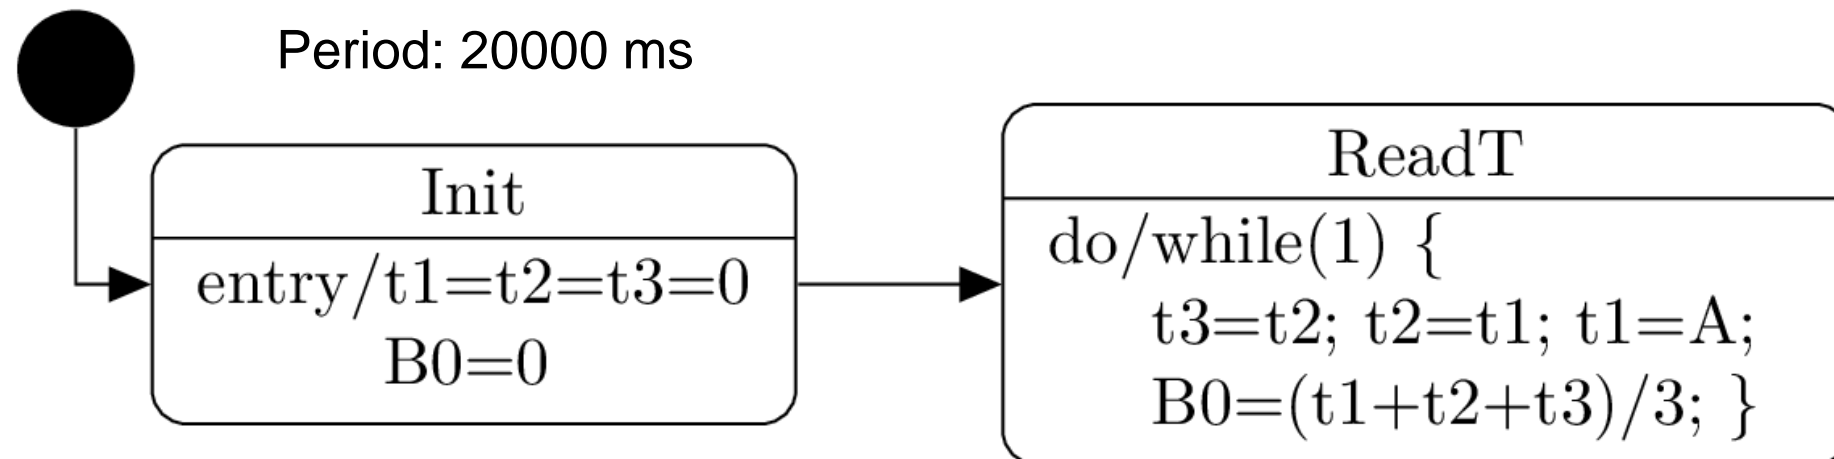 Period: 20000 ms
Init
entry/t1=t2=t3=0
B0=0
ReadT
do/while(1) {
t3=t2; t2=t1; t1=A;
B0=(t1+t2+t3)/3; }